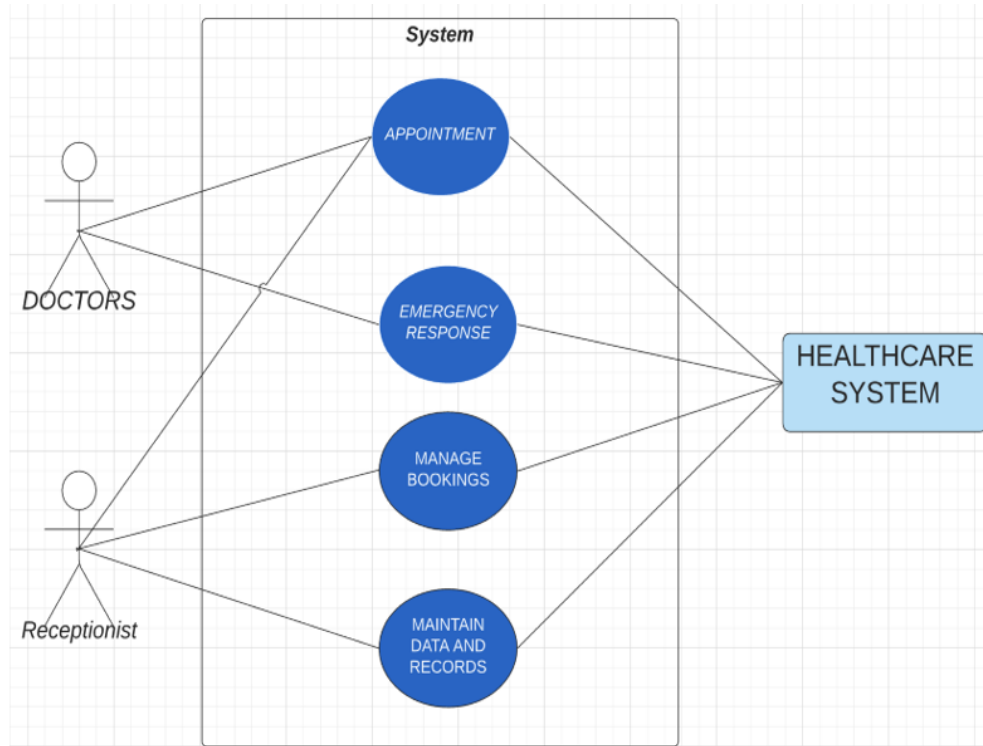 System
APPOINTMENT
DOCTORS
EMERGENCY
RESPONSE
HEALTHCARE
SYSTEM
MANAGE
BOOKINGS
Receptionist
MAINTAIN
DATA AND
RECORDS